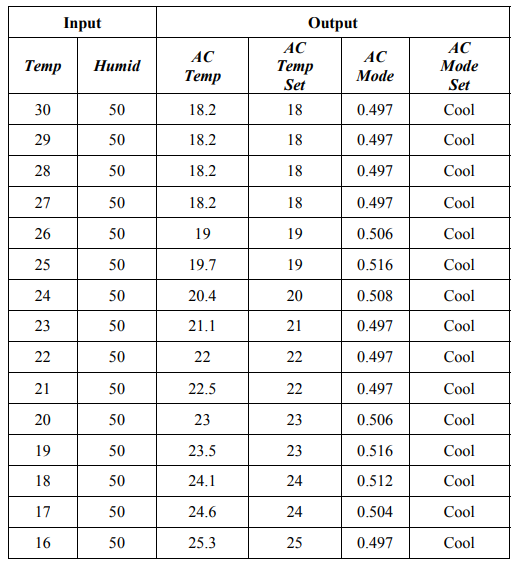 Input Output
Temp Humid AC Temp AC Temp Set AC Mode AC Mode Set
30 50 18.2 18 0.497 Cool
29 50 18.2 18 0.497 Cool
28 50 18.2 18 0.497 Cool
27 50 18.2 18 0.497 Cool
26 50 19 19 0.506 Cool
25 50 19.7 19 0.516 Cool
24 50 20.4 20 0.508 Cool
23 50 21.1 21 0.497 Cool
22 50 22 22 0.497 Cool
21 50 22.5 22 0.497 Cool
20 50 23 23 0.506 Cool
19 50 23.5 23 0.516 Cool
18 50 24.1 24 0.512 Cool
17 50 24.6 24 0.504 Cool
16 50 25.3 25 0.497 Cool